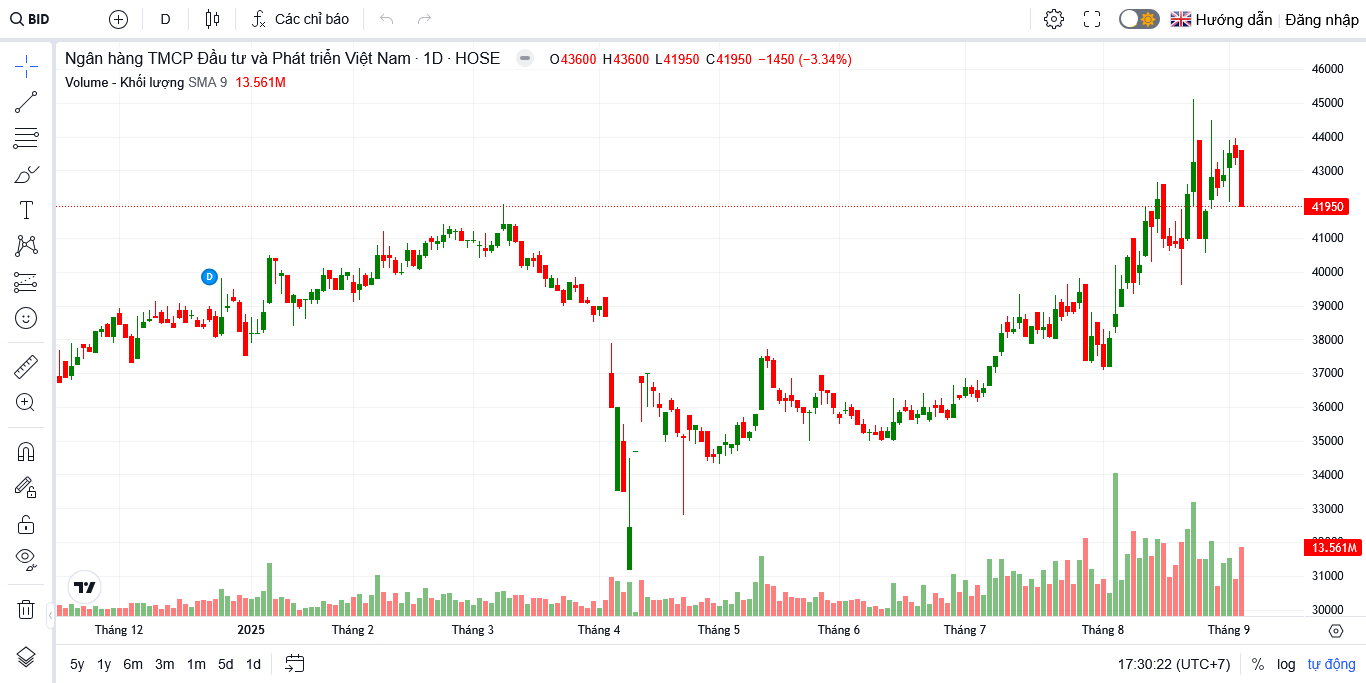 BID D Các chỉ báo Hướng dẫn Đăng nhập
Ngân hàng TMCP Đầu tư và Phát triển Việt Nam · 1D · HOSE O43600 H43600 L41950 C41950 −1450 (−3.34%)
Volume - Khối lượng SMA 9 13.561M
46000
45000
44000
43000
41950
41000
40000
D
39000
38000
37000
36000
35000
34000
33000
13.561M
31000
30000
Tháng 12 2025 Tháng 2 Tháng 3 Tháng 4 Tháng 5 Tháng 6 Tháng 7 Tháng 8 Tháng 9
5y 1y 6m 3m 1m 5d 1d 17:30:22 (UTC+7) % log tự động